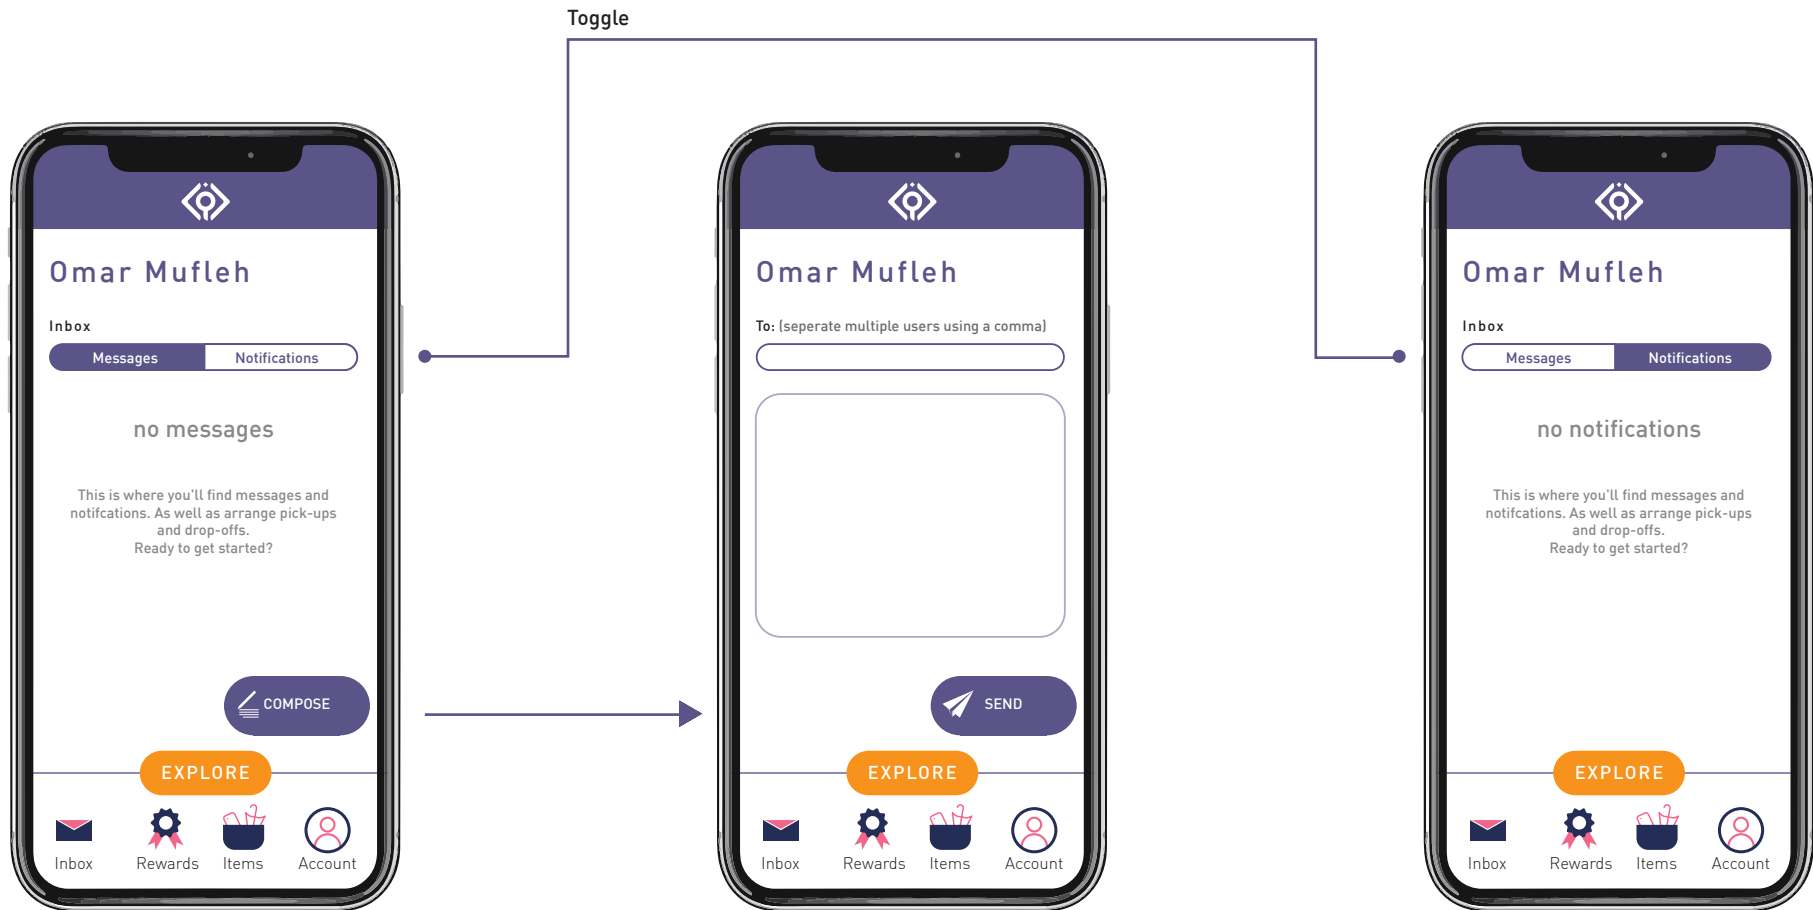 Toggle
Omar Mufleh
Inbox
Messages Notifications
no messages
This is where you'll find messages and
notifcations. As well as arrange pick-ups
and drop-offs.
Ready to get started?
COMPOSE
EXPLORE
Inbox Rewards Items Account
Omar Mufleh
To: (seperate multiple users using a comma)
SEND
EXPLORE
Inbox Rewards Items Account
Omar Mufleh
Inbox
Messages Notifications
no notifications
This is where you'll find messages and
notifcations. As well as arrange pick-ups
and drop-offs.
Ready to get started?
EXPLORE
Inbox Rewards Items Account